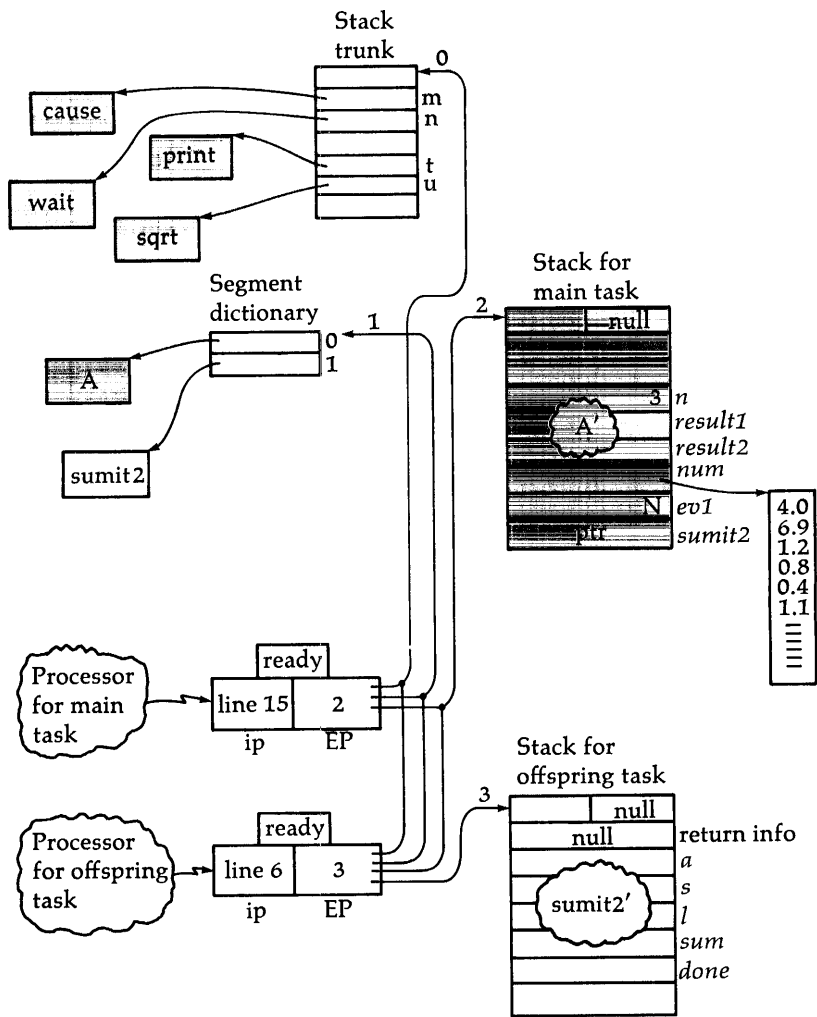 Stack
trunk
0
m
n
t
u
cause
print
wait
sqrt
Segment
dictionary
0
1
1
A
sumit2
Stack for
main task
2
null
3 n
A′
result1
result2
num
N ev1
ptr sumit2
4.0
6.9
1.2
0.8
0.4
1.1
Processor
for main
task
ready
line 15 2
ip EP
Stack for
offspring task
3
null
null return info
a
s
sumit2′
l
sum
done
Processor
for offspring
task
ready
line 6 3
ip EP